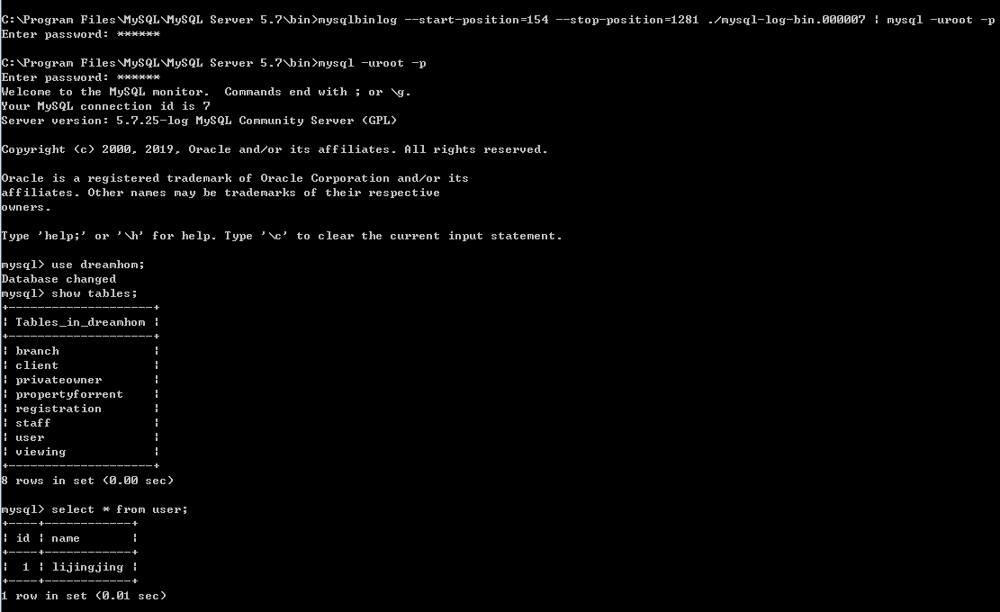 C:\Program Files\MySQL\MySQL Server 5.7\bin>mysqlbinlog --start-position=154 --stop-position=1281 ./mysql-log-bin.000007 | mysql -uroot -p
Enter password: ******
C:\Program Files\MySQL\MySQL Server 5.7\bin>mysql -uroot -p
Enter password: ******
Welcome to the MySQL monitor.  Commands end with ; or \g.
Your MySQL connection id is 7
Server version: 5.7.25-log MySQL Community Server (GPL)
Copyright (c) 2000, 2019, Oracle and/or its affiliates. All rights reserved.
Oracle is a registered trademark of Oracle Corporation and/or its
affiliates. Other names may be trademarks of their respective
owners.
Type 'help;' or '\h' for help. Type '\c' to clear the current input statement.
mysql> use dreamhom;
Database changed
mysql> show tables;
+--------------------+
| Tables_in_dreamhom |
+--------------------+
| branch             |
| client             |
| privateowner       |
| propertyforrent    |
| registration       |
| staff              |
| user               |
| viewing            |
+--------------------+
8 rows in set (0.00 sec)
mysql> select * from user;
+----+------------+
| id | name       |
+----+------------+
|  1 | lijingjing |
+----+------------+
1 row in set (0.01 sec)